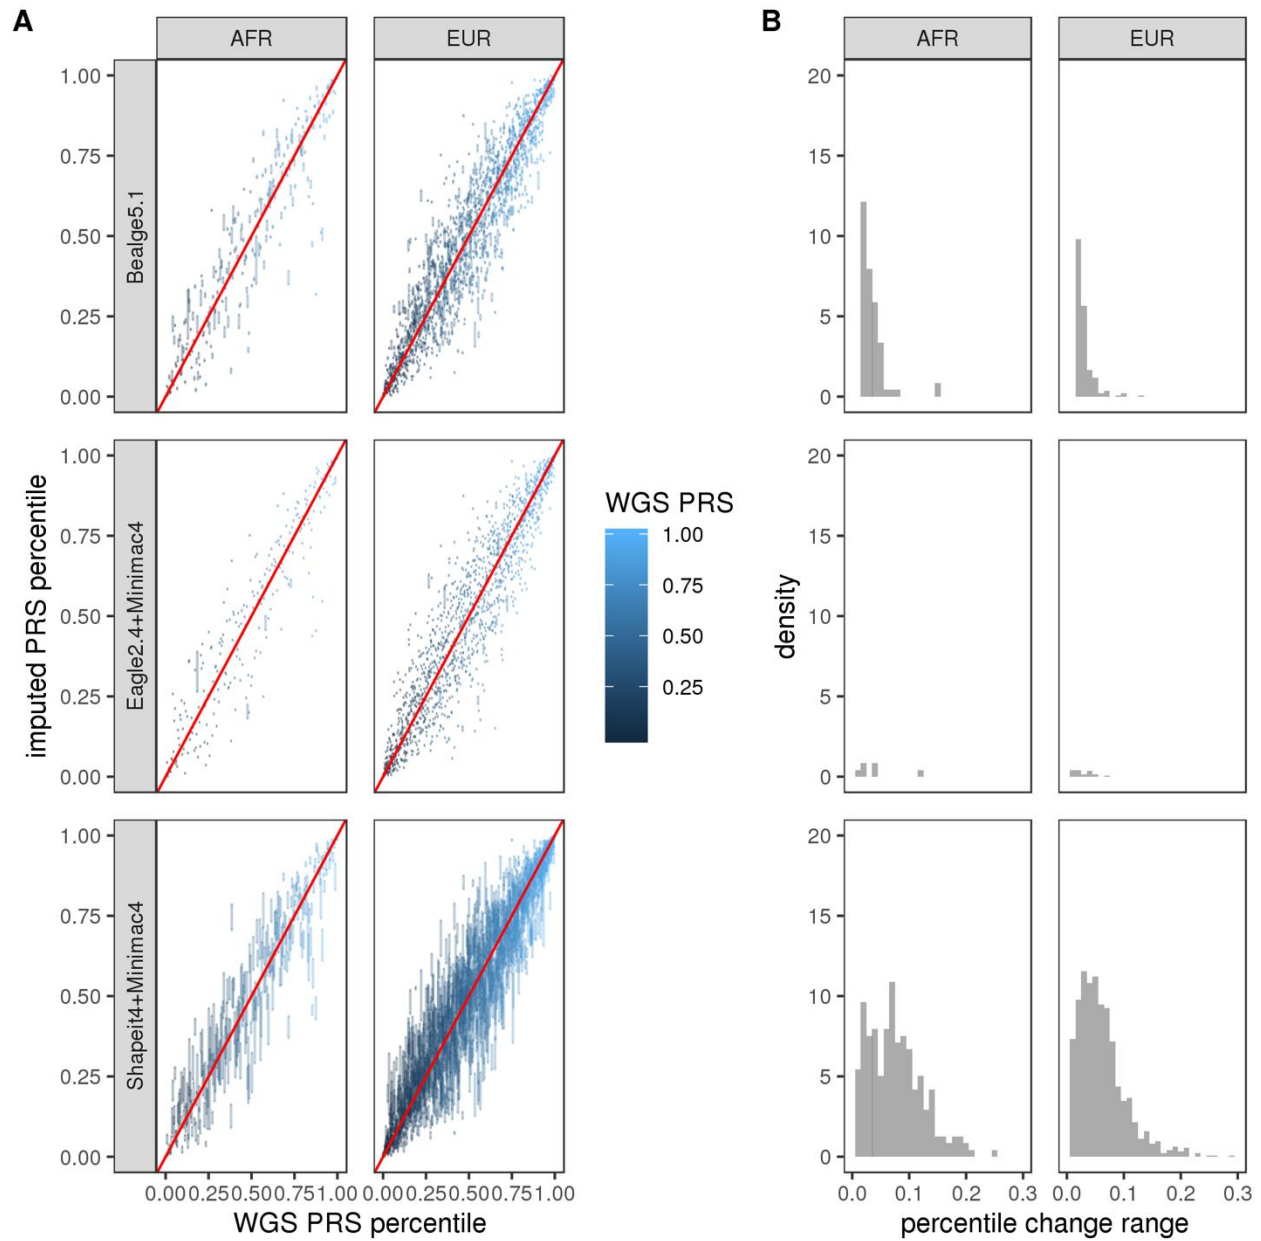 A
AFR
EUR
1.00
0.75
0.50
0.25
0.00
Bealge5.1
1.00
0.75
0.50
0.25
0.00
Eagle2.4+Minimac4
1.00
0.75
0.50
0.25
0.00
Shapeit4+Minimac4
imputed PRS percentile
0.00 0.25 0.50 0.75 1.00
0.00 0.25 0.50 0.75 1.00
WGS PRS percentile
WGS PRS
1.00
0.75
0.50
0.25
B
AFR
EUR
20
15
10
5
0
20
15
10
5
0
20
15
10
5
0
density
0.0 0.1 0.2 0.3
0.0 0.1 0.2 0.3
percentile change range